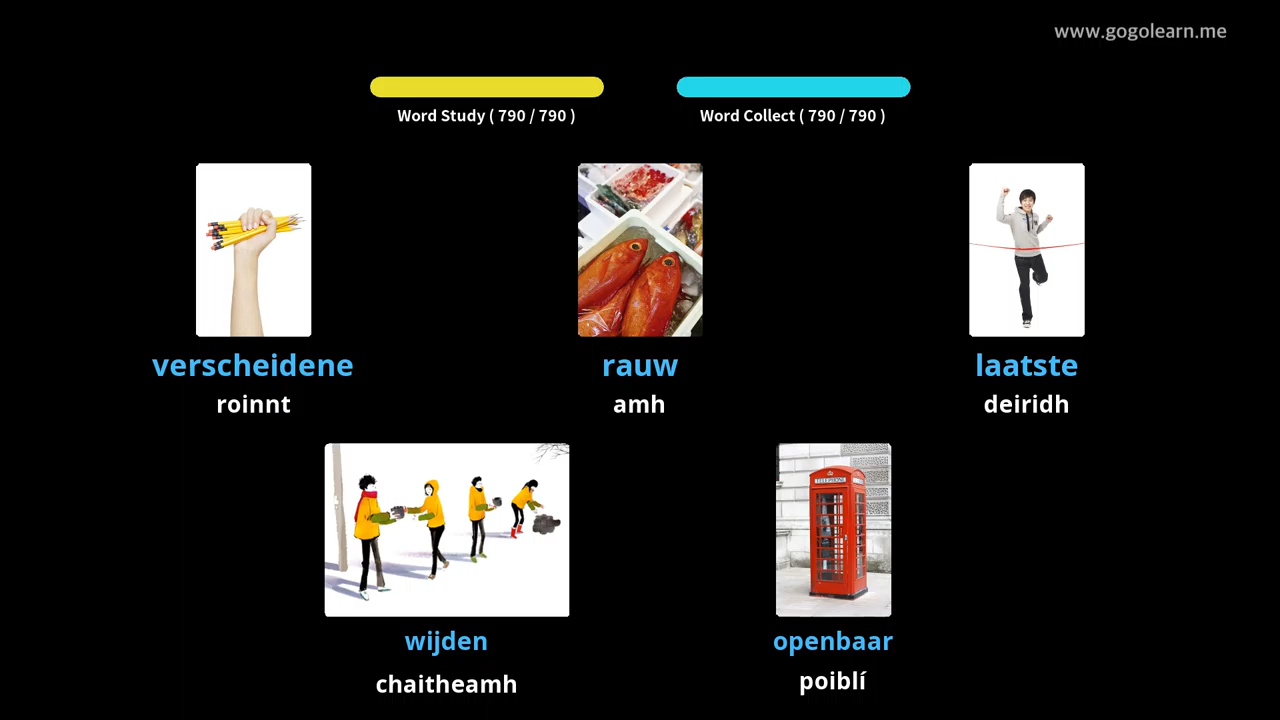 www.gogolearn.me
Word Study ( 790 / 790 )
Word Collect ( 790 / 790 )
verscheidene
roinnt
rauw
amh
laatste
deiridh
TELEPHONE
wijden
chaitheamh
openbaar
poiblí